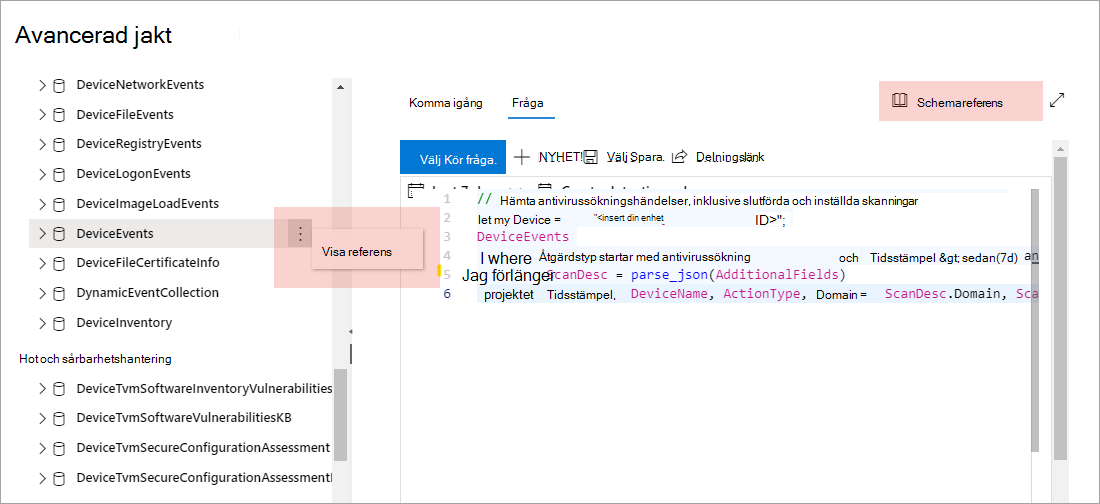 Avancerad jakt
DeviceNetworkEvents
DeviceFileEvents
DeviceRegistryEvents
DeviceLogonEvents
DeviceImageLoadEvents
DeviceEvents
Visa referens
DeviceFileCertificateInfo
DynamicEventCollection
DeviceInventory
Hot och sårbarhetshantering
DeviceTvmSoftwareInventoryVulnerabilities
DeviceTvmSoftwareVulnerabilitiesKB
DeviceTvmSecureConfigurationAssessment
DeviceTvmSecureConfigurationAssessment
Komma igång Fråga Schemareferens
Välj Kör fråga. NYHET! Välj Spara. Delningslänk
1 // Hämta antivirussökningshändelser, inklusive slutförda och inställda skanningar
2 let my Device = "<insert din enhet ID>";
3 DeviceEvents
4 I where Åtgärdstyp startar med antivirussökning och Tidsstämpel &gt; sedan(7d) an
5 Jag förlänger ScanDesc = parse_json(AdditionalFields)
6 projektet Tidsstämpel, DeviceName, ActionType, Domain = ScanDesc.Domain, Sca